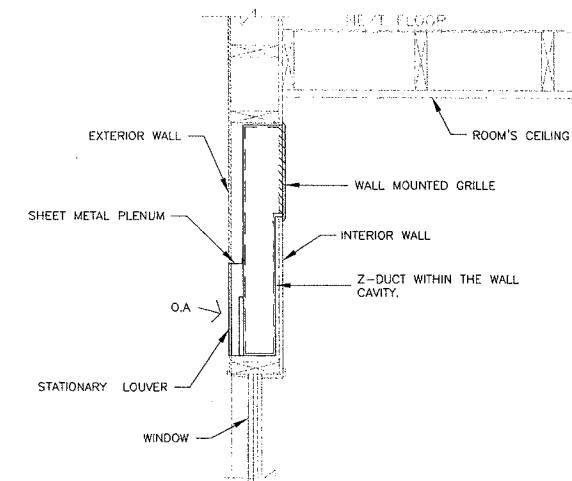 NEXT FLOOR
EXTERIOR WALL
ROOM'S CEILING
WALL MOUNTED GRILLE
SHEET METAL PLENUM
INTERIOR WALL
Z-DUCT WITHIN THE WALL
CAVITY.
O.A
STATIONARY LOUVER
WINDOW